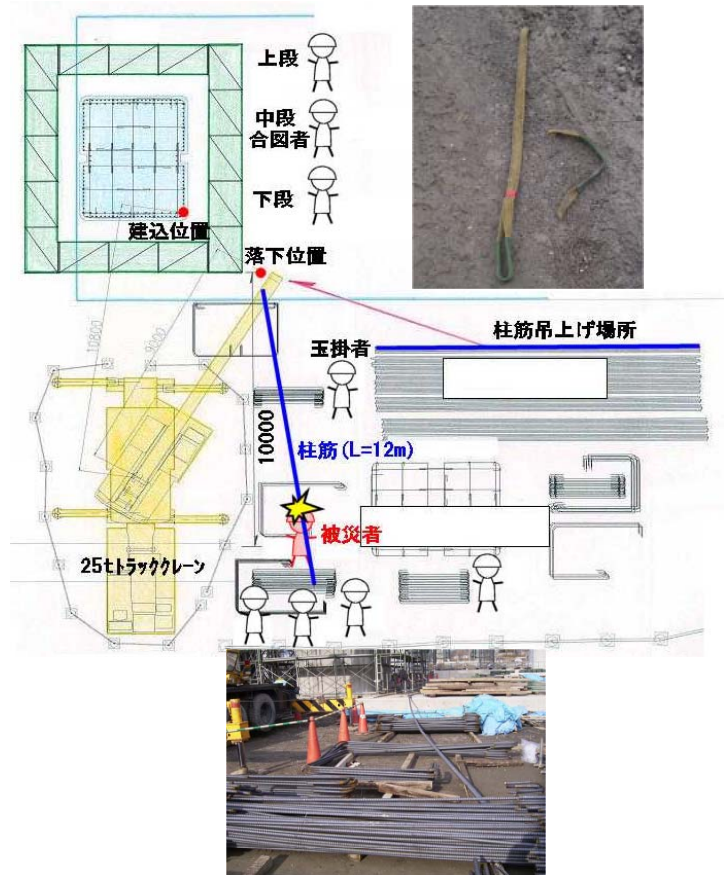 上段
中段
合図者
下段
建込位置
落下位置
柱筋吊上げ場所
玉掛者
10800
9000
10000
柱筋(L=12m)
被災者
25tトラッククレーン